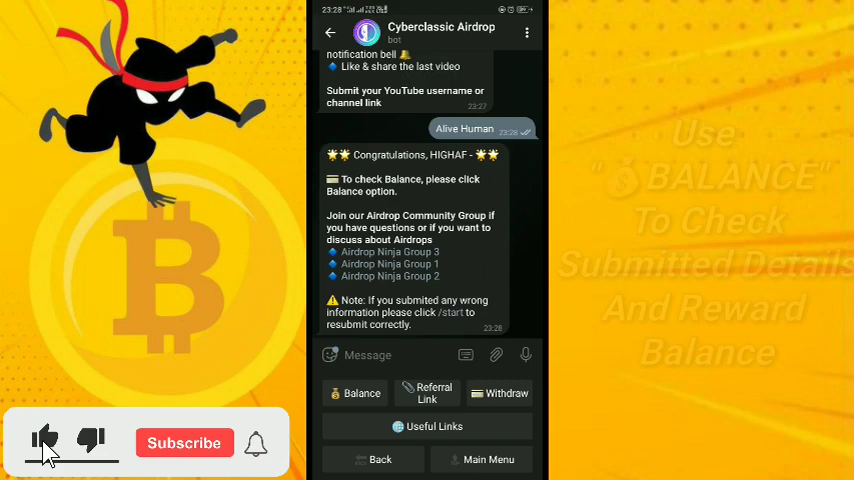 23:28
Cyberclassic Airdrop
bot
notification bell 🔔
🔹 Like & share the last video
Submit your YouTube username or
channel link
23:27
Alive Human 23:28
🌟🌟 Congratulations, HIGHAF - 🌟🌟
💳 To check Balance, please click
Balance option.
Join our Airdrop Community Group if
you have questions or if you want to
discuss about Airdrops
🔹 Airdrop Ninja Group 3
🔹 Airdrop Ninja Group 1
🔹 Airdrop Ninja Group 2
⚠️ Note: If you submited any wrong
information please click /start to
resubmit correctly.
23:28
Message
💰 Balance
📎 Referral
Link
💳 Withdraw
🌐 Useful Links
🔙 Back
🔝 Main Menu
Use
"💰BALANCE"
To Check
Submitted Details
And Reward
Balance
Subscribe